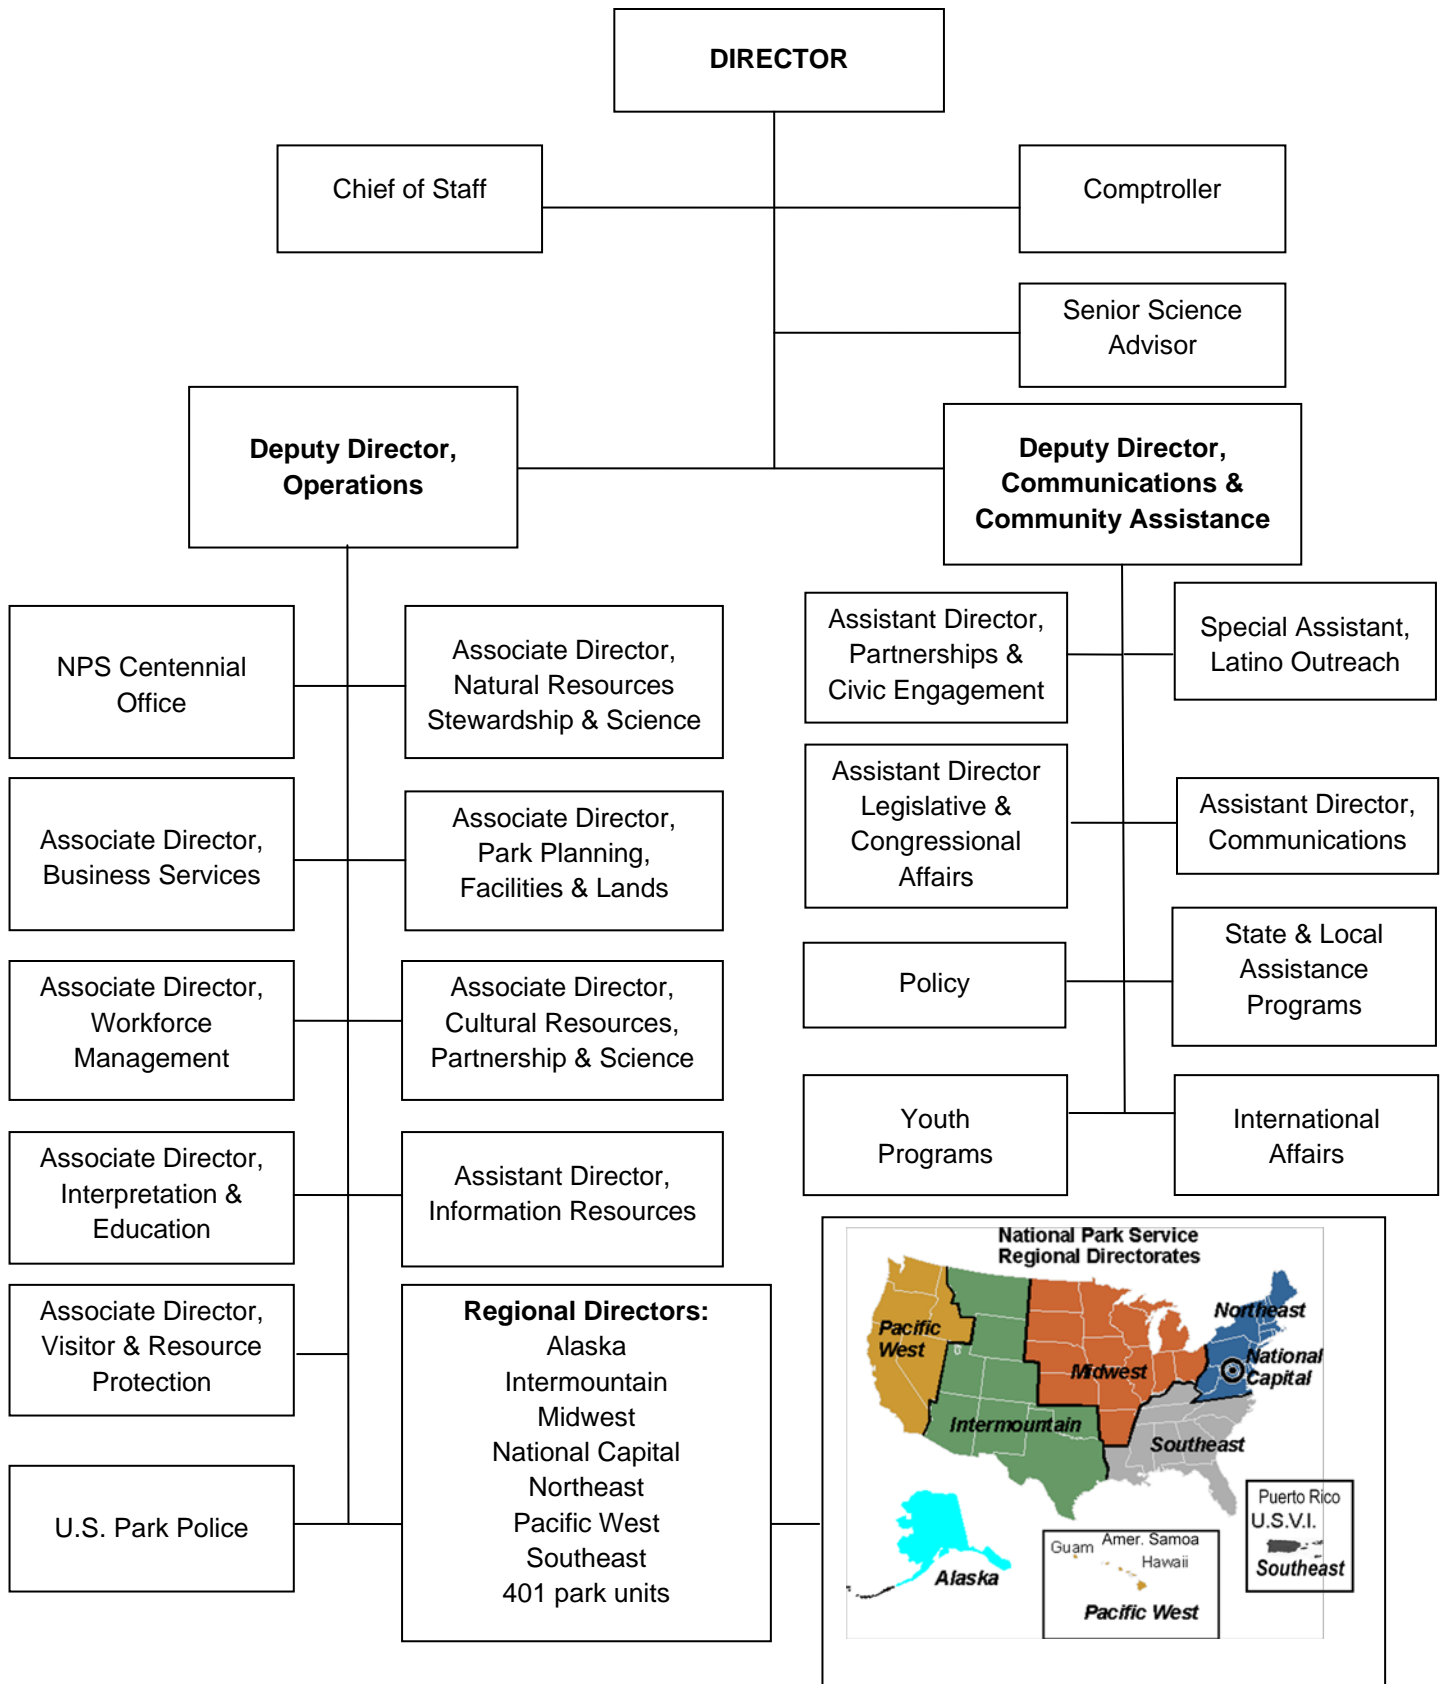 DIRECTOR
Chief of Staff
Comptroller
Senior Science
Advisor
Deputy Director,
Operations
Deputy Director,
Communications &
Community Assistance
NPS Centennial
Office
Associate Director,
Natural Resources
Stewardship & Science
Assistant Director,
Partnerships &
Civic Engagement
Special Assistant,
Latino Outreach
Associate Director,
Business Services
Associate Director,
Park Planning,
Facilities & Lands
Assistant Director
Legislative &
Congressional
Affairs
Assistant Director,
Communications
Associate Director,
Workforce
Management
Associate Director,
Cultural Resources,
Partnership & Science
Policy
State & Local
Assistance
Programs
Associate Director,
Interpretation &
Education
Assistant Director,
Information Resources
Youth
Programs
International
Affairs
Associate Director,
Visitor & Resource
Protection
U.S. Park Police
Regional Directors:
Alaska
Intermountain
Midwest
National Capital
Northeast
Pacific West
Southeast
401 park units
National Park Service
Regional Directorates
Pacific
West
Northeast
Midwest
National
Capital
Intermountain
Southeast
Alaska
Guam
Amer. Samoa
Hawaii
Pacific West
Puerto Rico
U.S.V.I.
Southeast